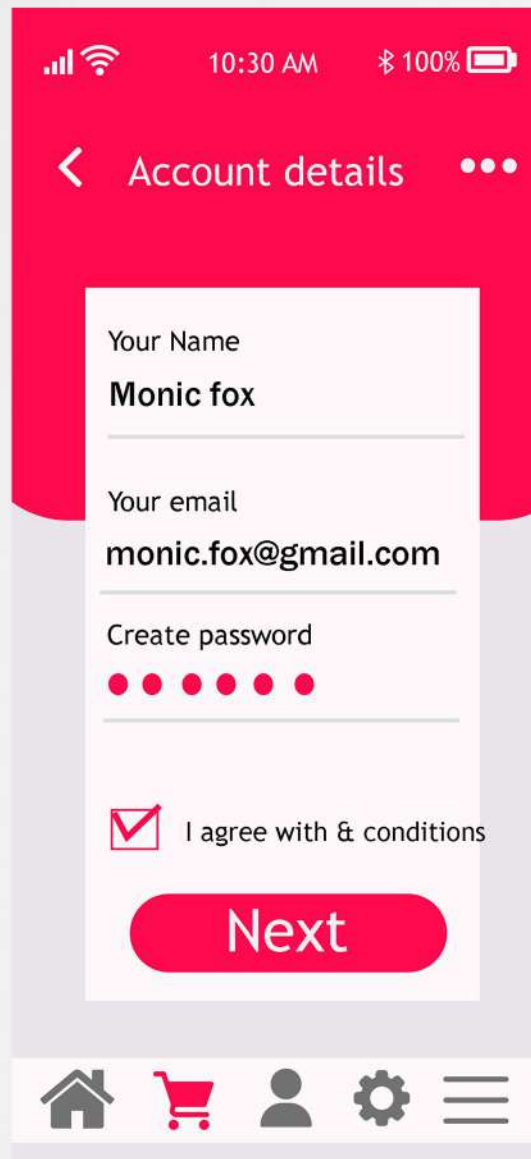 10:30 AM 100%
Account details
Your Name
Monic fox
Your email
monic.fox@gmail.com
Create password
I agree with & conditions
Next